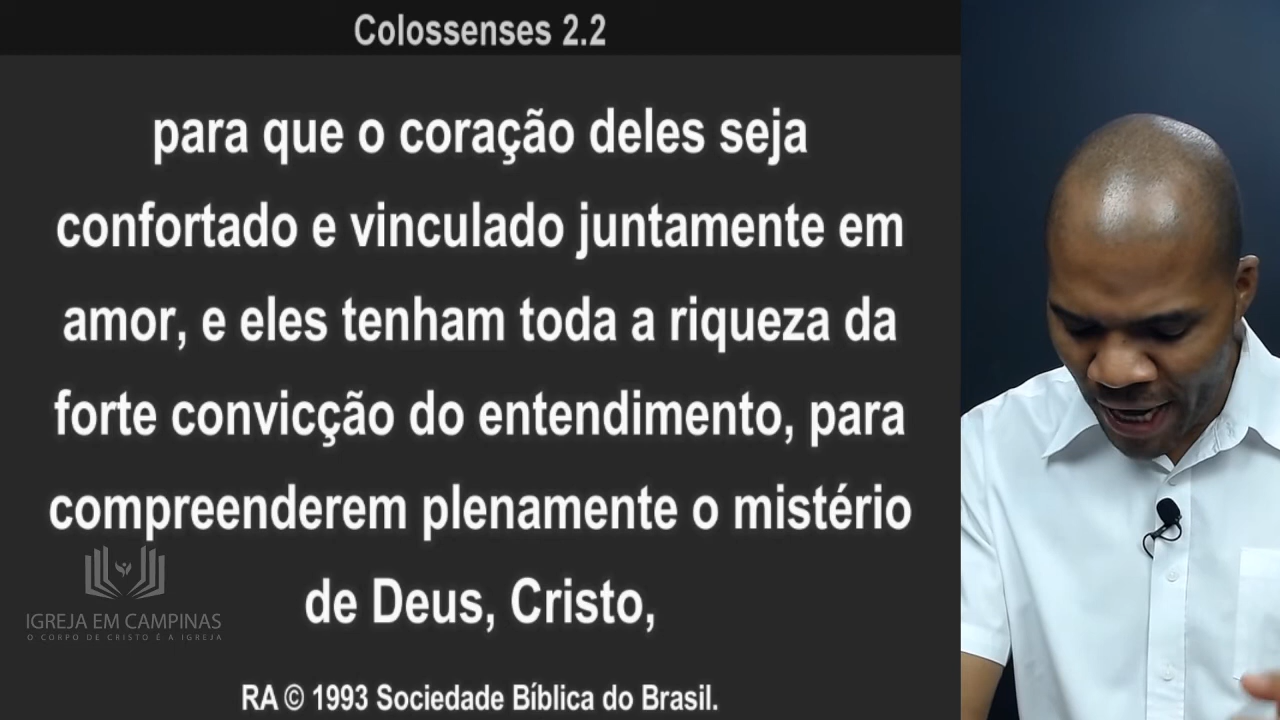 Colossenses 2.2
para que o coração deles seja
confortado e vinculado juntamente em
amor, e eles tenham toda a riqueza da
forte convicção do entendimento, para
compreenderem plenamente o mistério
de Deus, Cristo,
IGREJA EM CAMPINAS
O CORPO DE CRISTO É A IGREJA
RA © 1993 Sociedade Bíblica do Brasil.